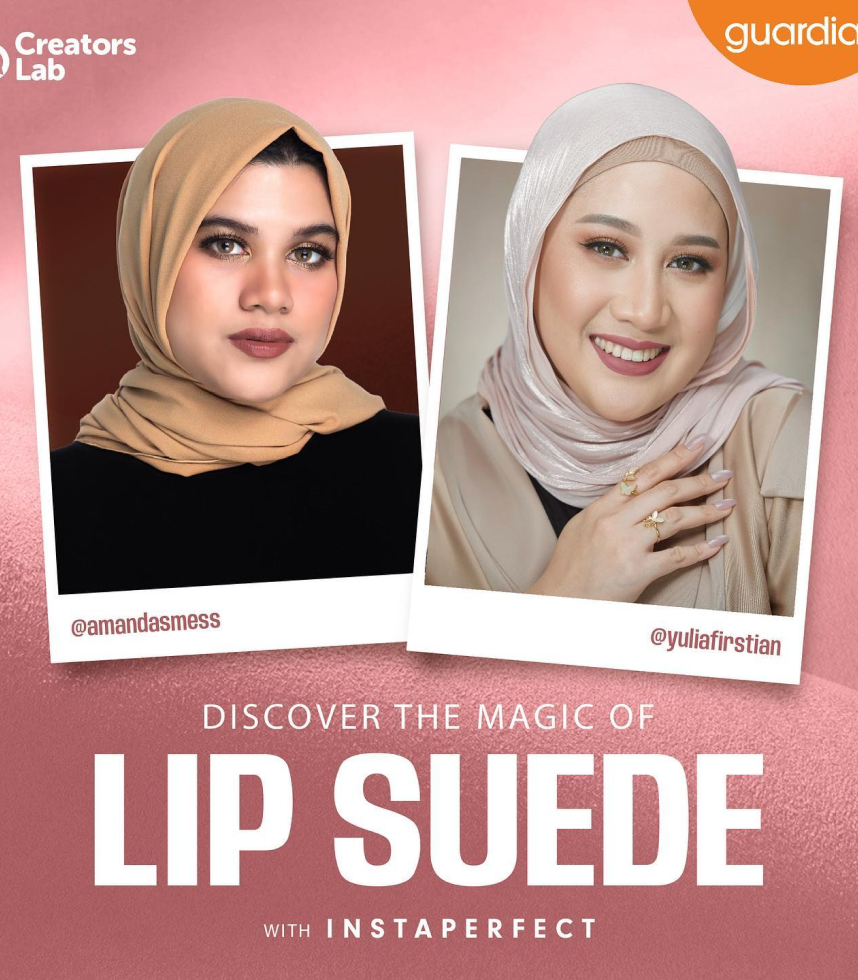 Creators
Lab
guardia
@amandasmess
@yuliafirstian
DISCOVER THE MAGIC OF
LIP SUEDE
WITH INSTAPERFECT